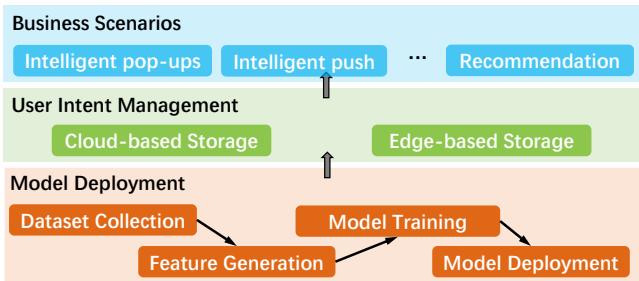 Business Scenarios
Intelligent pop-ups Intelligent push ... Recommendation
User Intent Management
Cloud-based Storage Edge-based Storage
Model Deployment
Dataset Collection Model Training
Feature Generation Model Deployment